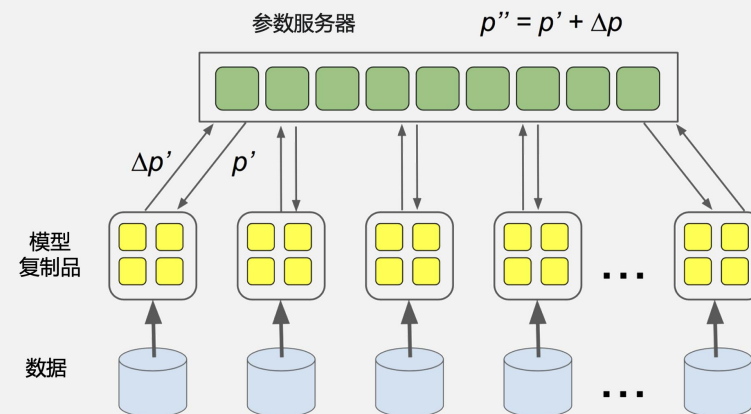 参数服务器
p’’ = p’ + Δp
Δp’
p’
模型
复制品
...
数据
...